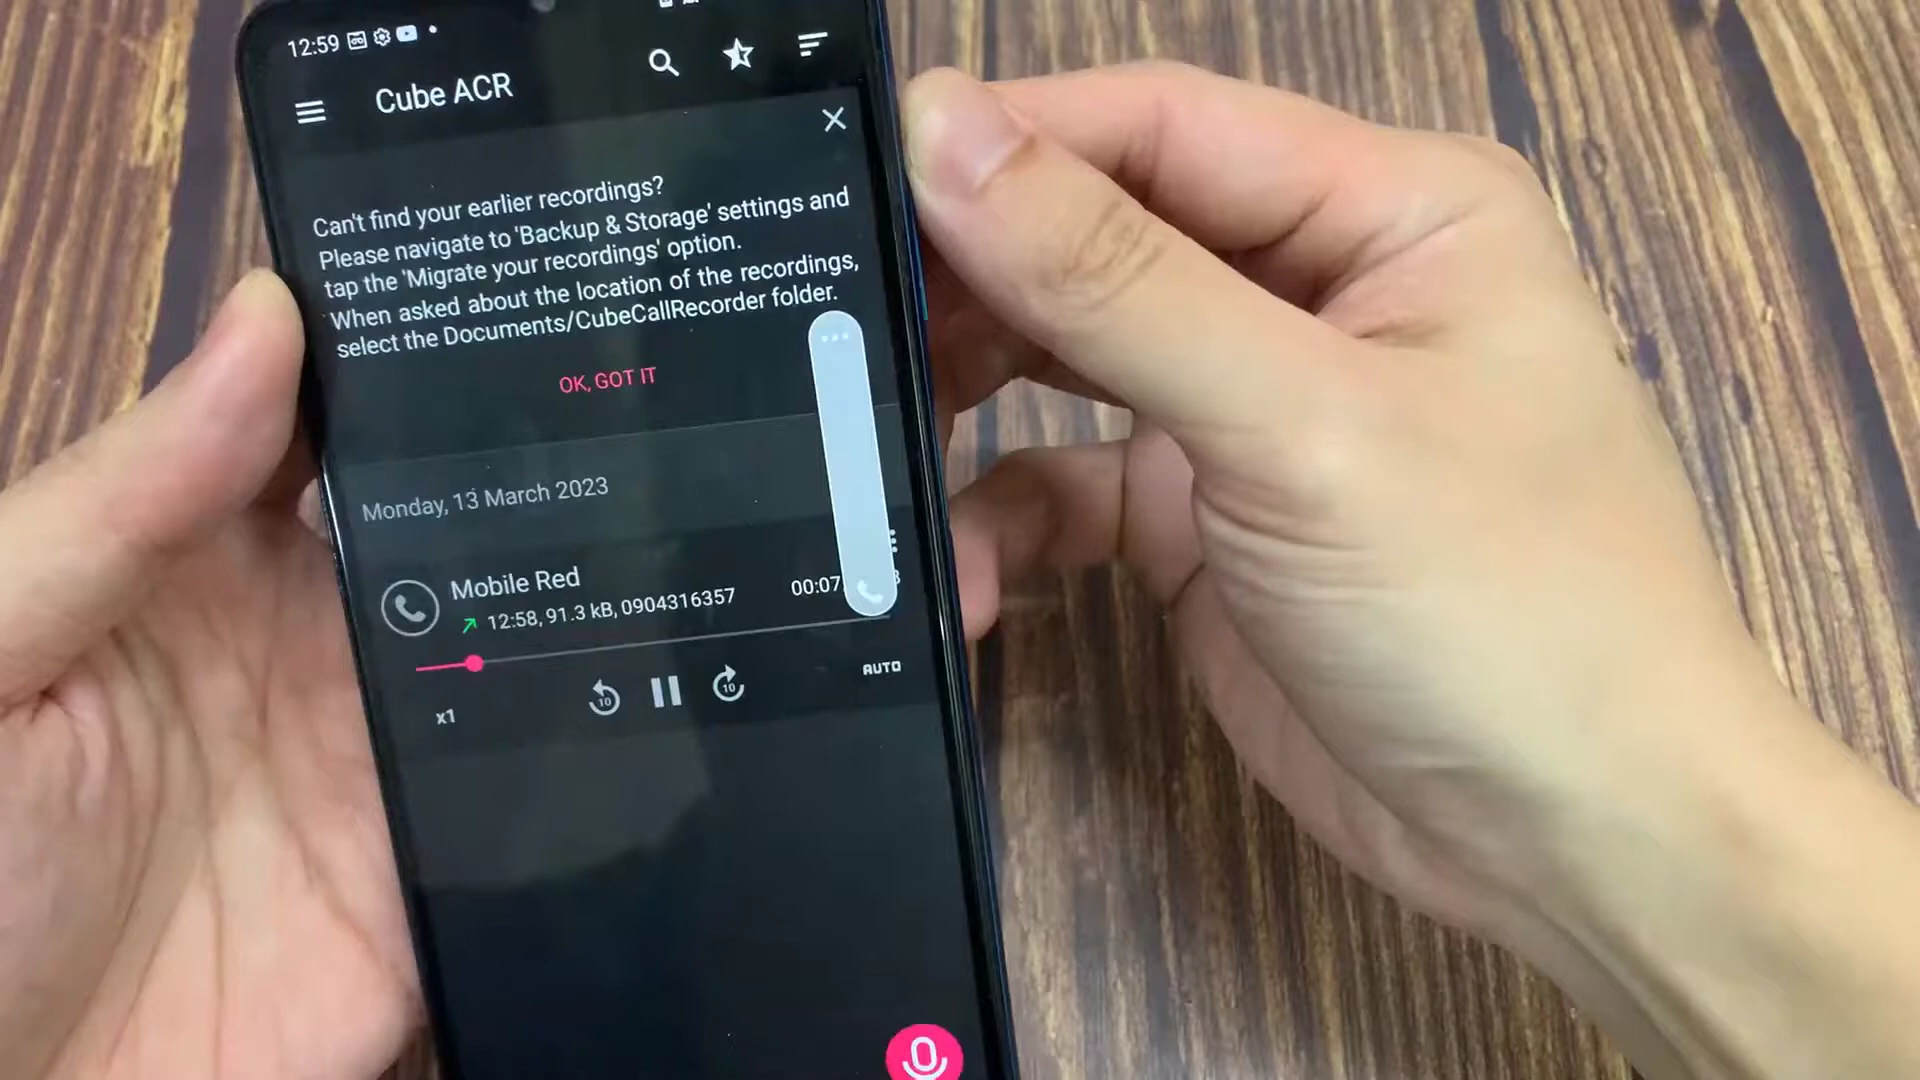 12:59
Cube ACR
Can't find your earlier recordings?
Please navigate to 'Backup & Storage' settings and
tap the 'Migrate your recordings' option.
When asked about the location of the recordings,
select the Documents/CubeCallRecorder folder.
OK, GOT IT
Monday, 13 March 2023
Mobile Red
12:58, 91.3 kB, 0904316357
00:07
AUTO
10
10
x1